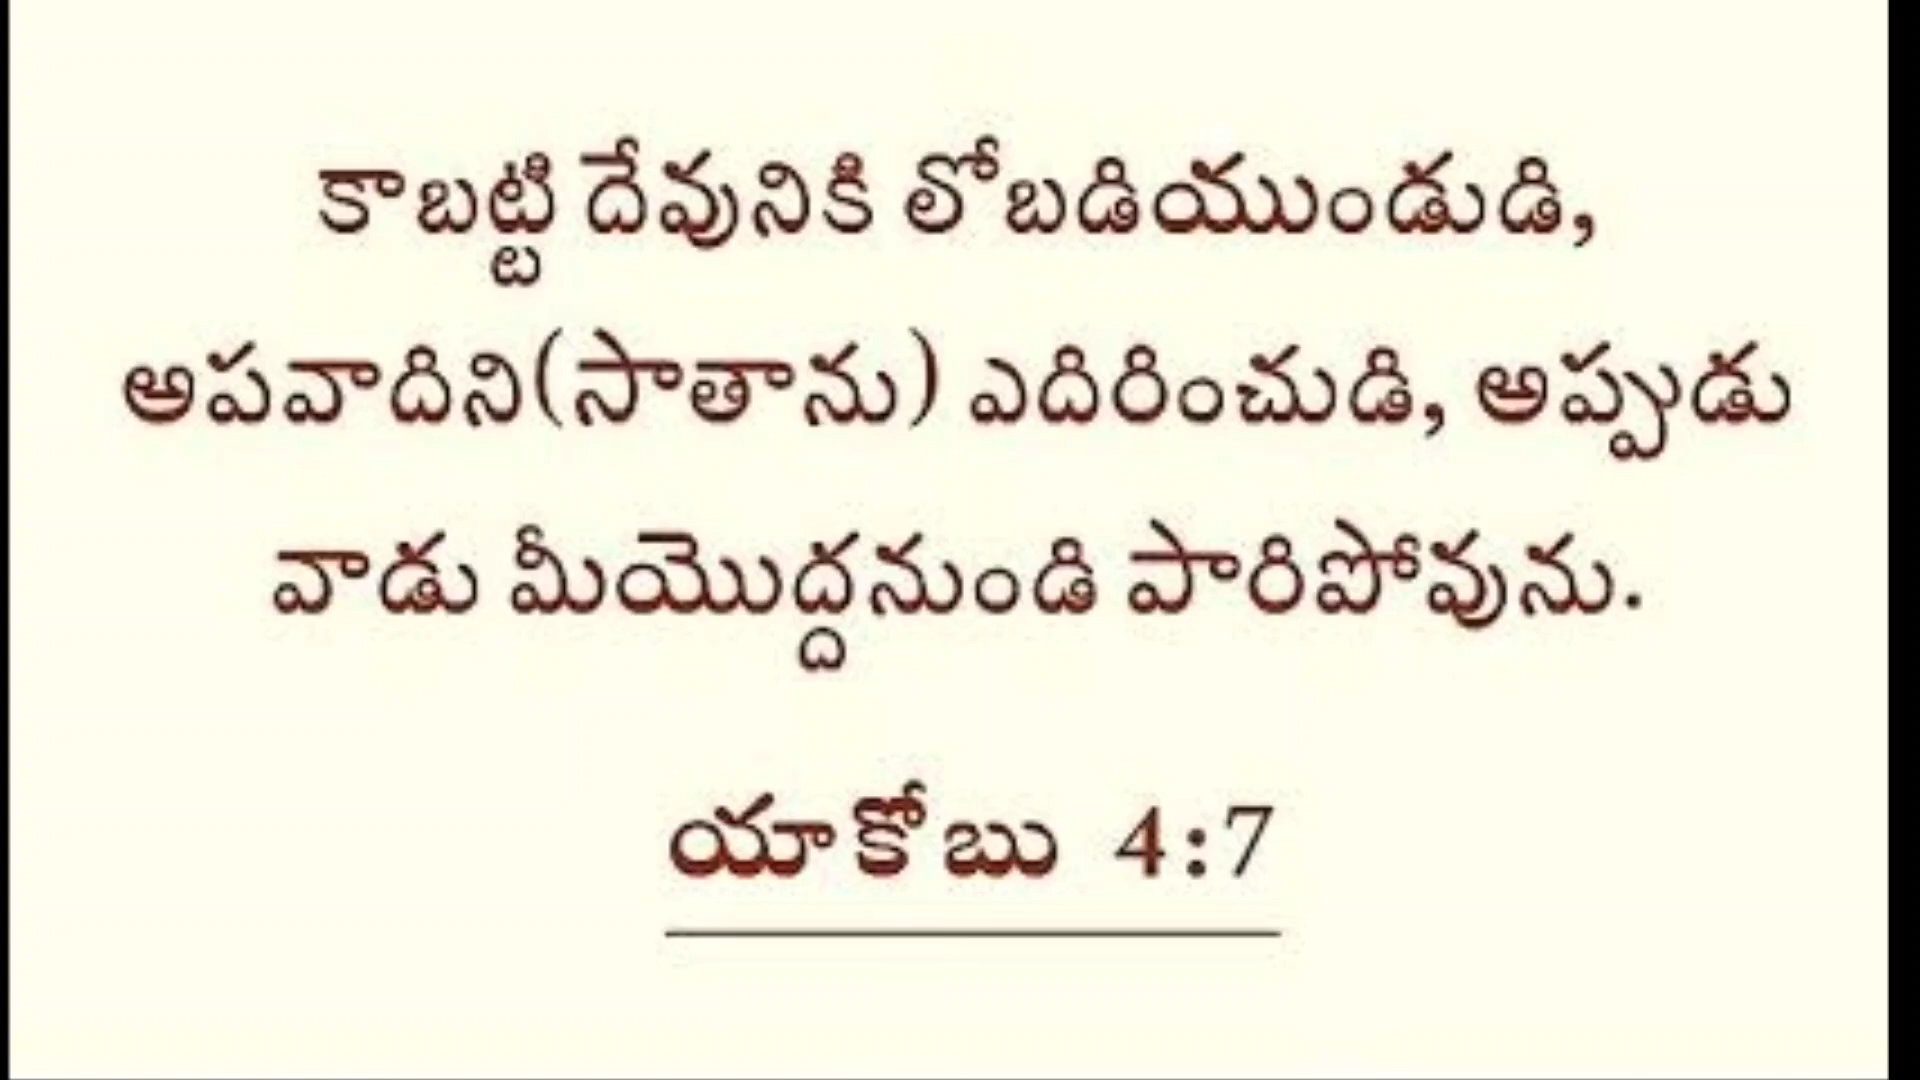 కాబట్టి దేవునికి లోబడియుండుడి,
అపవాదిని(సాతాను) ఎదిరించుడి, అప్పుడు
వాడు మీయొద్దనుండి పారిపోవును.
యాకోబు 4:7